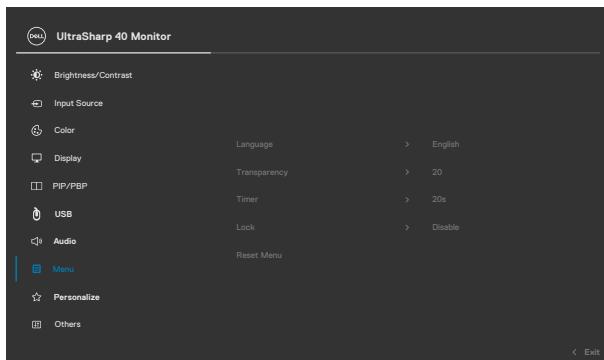 DELL UltraSharp 40 Monitor
Brightness/Contrast
Input Source
Color
Language > English
Display
Transparency > 20
PIP/PBP
Timer > 20s
USB
Lock > Disable
Audio
Reset Menu
Menu
Personalize
Others
< Exit